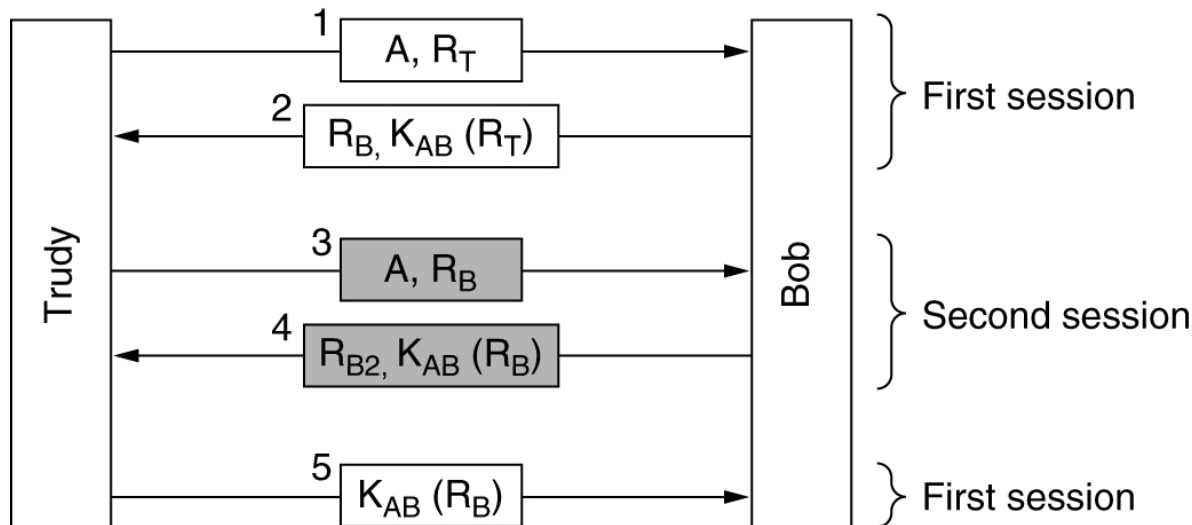 Trudy
1
A, R_T
First session
2
R_B, K_AB (R_T)
3
A, R_B
Second session
4
R_B2, K_AB (R_B)
5
K_AB (R_B)
First session
Bob